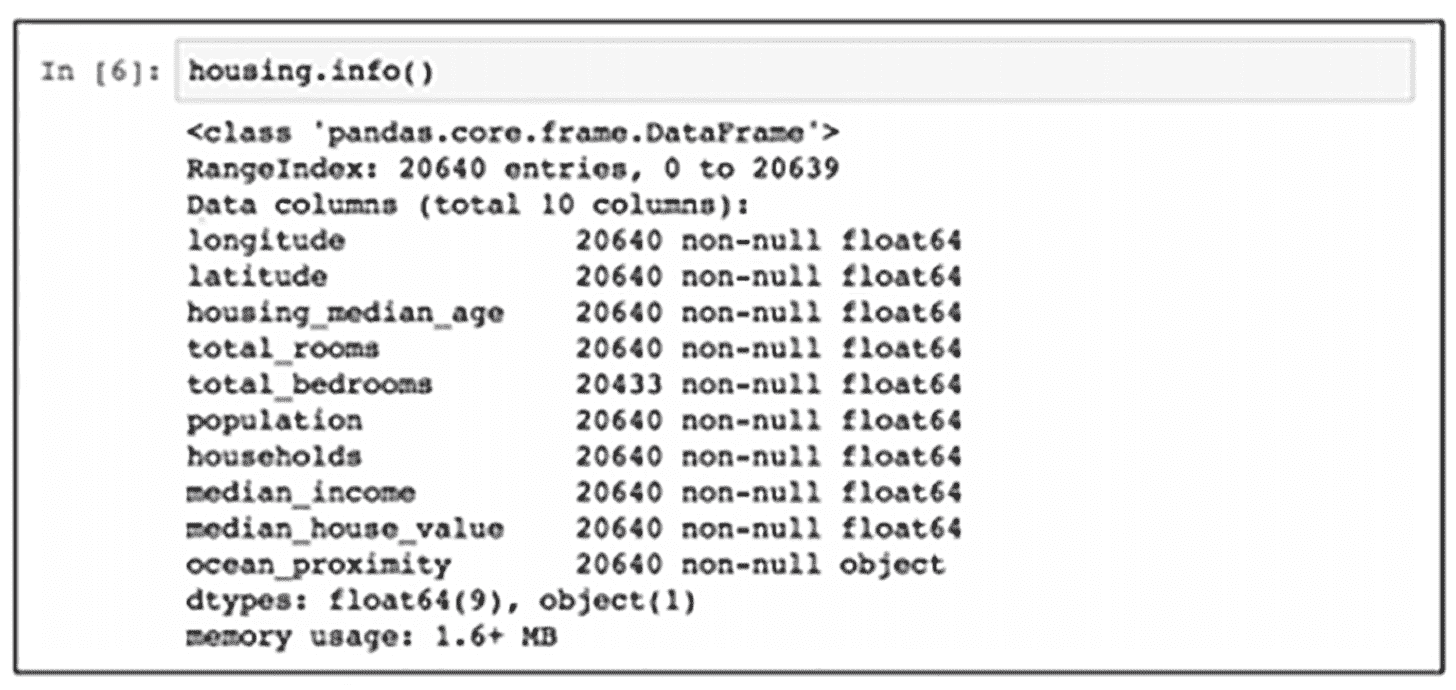 In [6]: housing.info()
<class 'pandas.core.frame.DataFrame'>
RangeIndex: 20640 entries, 0 to 20639
Data columns (total 10 columns):
longitude 20640 non-null float64
latitude 20640 non-null float64
housing_median_age 20640 non-null float64
total_rooms 20640 non-null float64
total_bedrooms 20433 non-null float64
population 20640 non-null float64
households 20640 non-null float64
median_income 20640 non-null float64
median_house_value 20640 non-null float64
ocean_proximity 20640 non-null object
dtypes: float64(9), object(1)
memory usage: 1.6+ MB